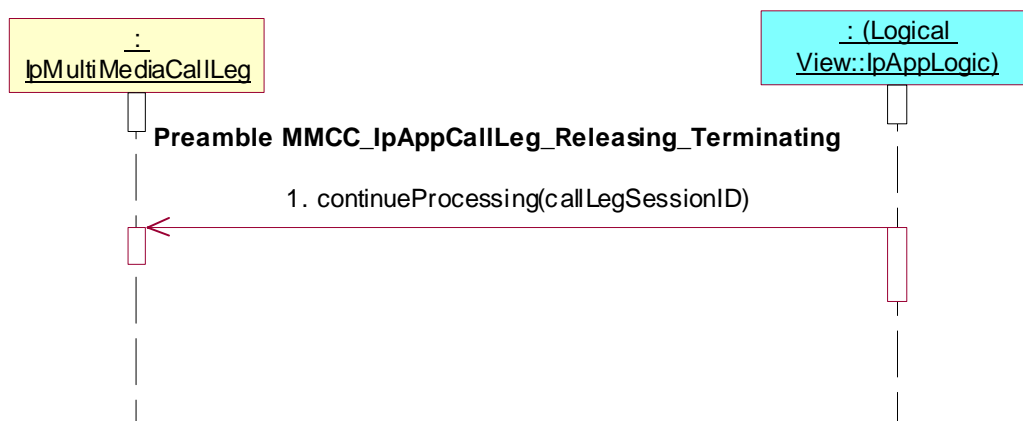 :
IpMultiMediaCallLeg
: (Logical
View::IpAppLogic)
Preamble MMCC_IpAppCallLeg_Releasing_Terminating
1. continueProcessing(callLegSessionID)